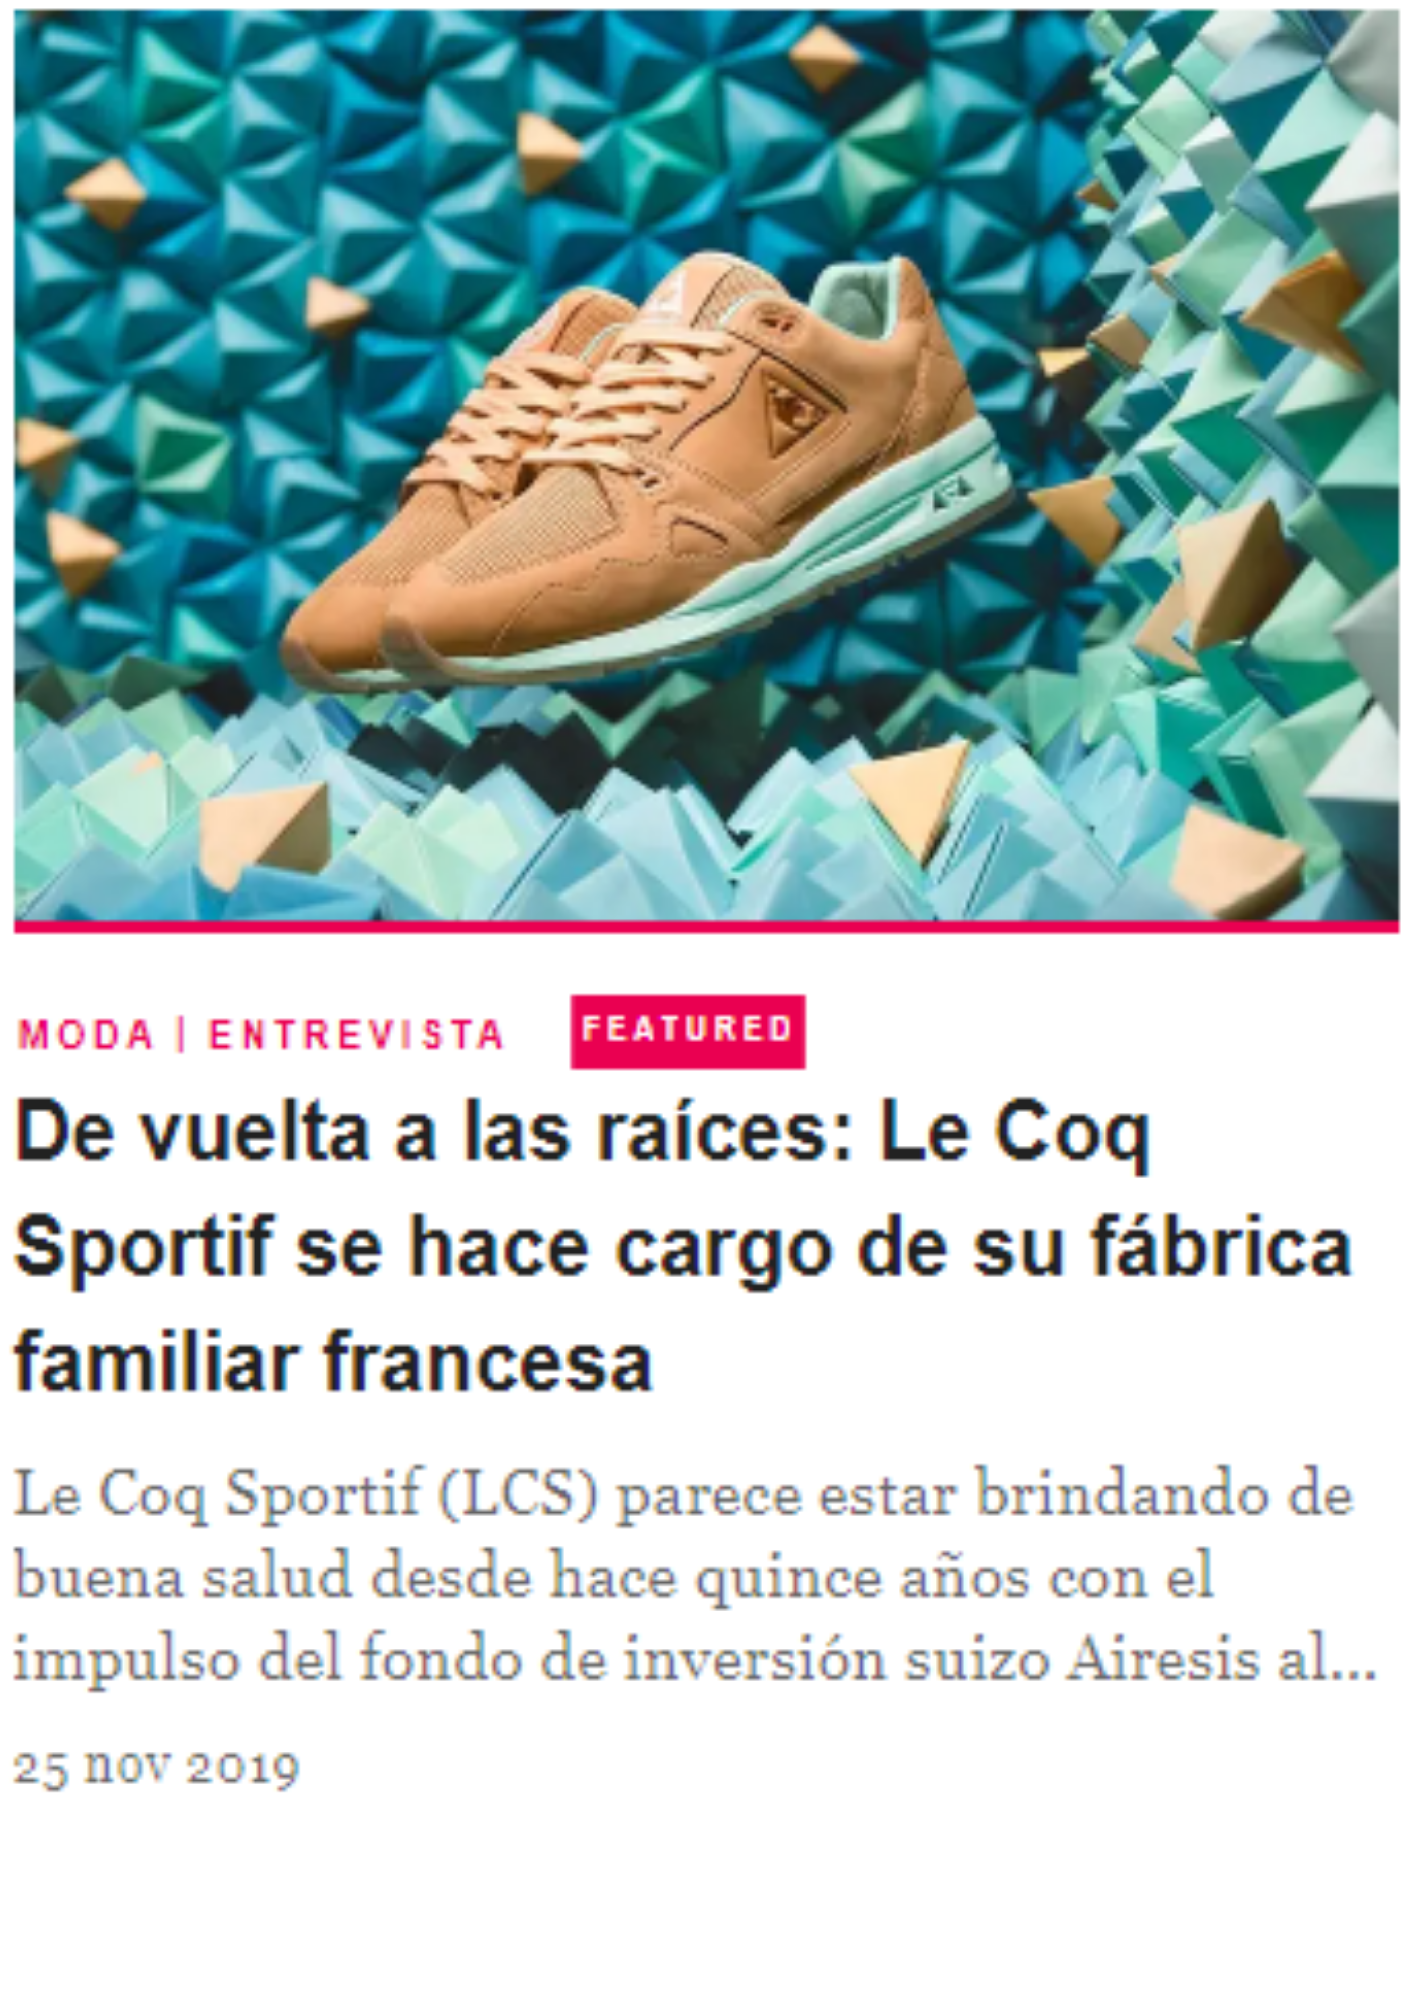 MODA | ENTREVISTA FEATURED
De vuelta a las raíces: Le Coq
Sportif se hace cargo de su fábrica
familiar francesa
Le Coq Sportif (LCS) parece estar brindando de
buena salud desde hace quince años con el
impulso del fondo de inversión suizo Airesis al...
25 nov 2019